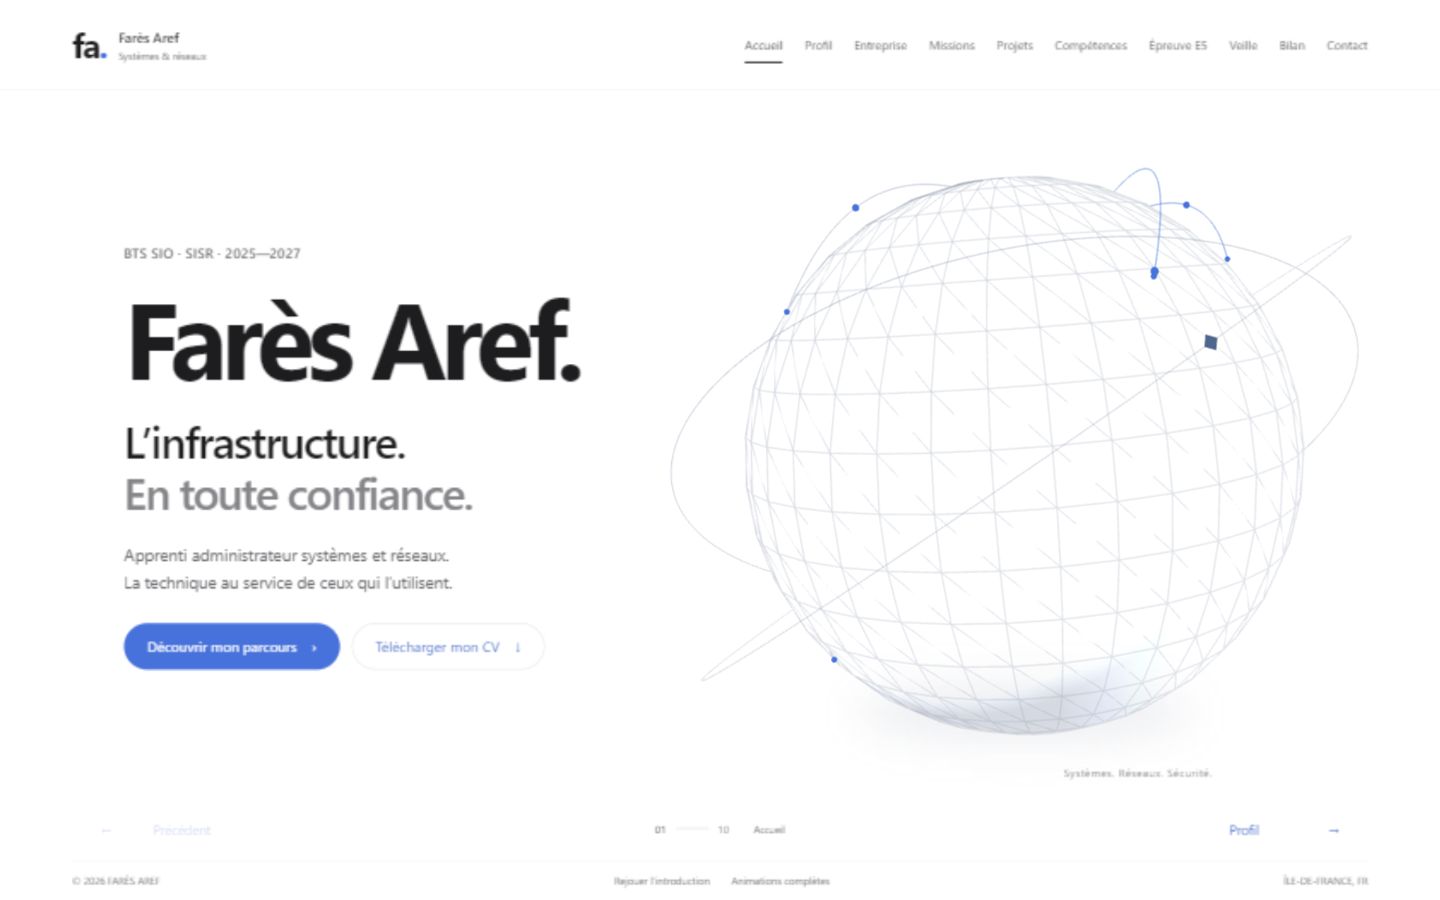 fa.
Farès Aref
Systèmes & réseaux
Accueil
Profil
Entreprise
Missions
Projets
Compétences
Épreuve E5
Veille
Bilan
Contact
BTS SIO · SISR · 2025—2027
Farès Aref.
L’infrastructure.
En toute confiance.
Apprenti administrateur systèmes et réseaux.
La technique au service de ceux qui l’utilisent.
Découvrir mon parcours ›
Télécharger mon CV ↓
Systèmes. Réseaux. Sécurité.
← Précédent
01
10
Accueil
Profil →
© 2026 FARÈS AREF
Rejouer l’introduction
Animations complètes
ÎLE-DE-FRANCE, FR